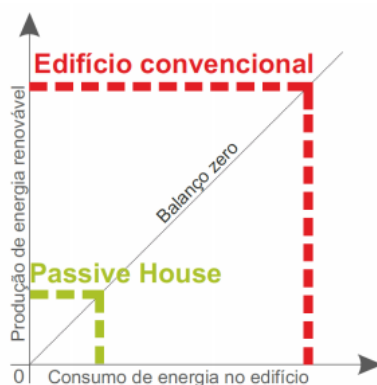 Edifício convencional
Produção de energia renovável
Balanço zero
Passive House
0
Consumo de energia no edifício